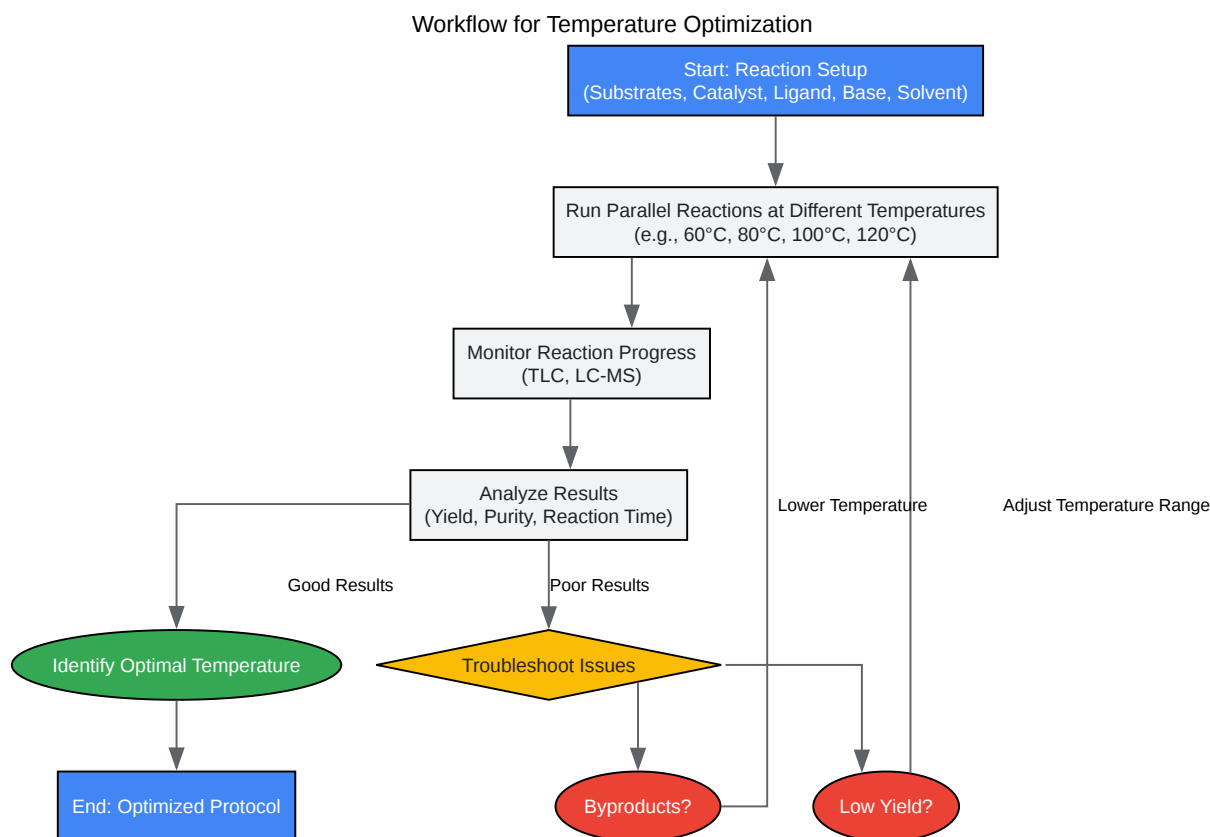 Workflow for Temperature Optimization
Start: Reaction Setup
(Substrates, Catalyst, Ligand, Base, Solvent)
Run Parallel Reactions at Different Temperatures
(e.g., 60°C, 80°C, 100°C, 120°C)
Monitor Reaction Progress
(TLC, LC-MS)
Analyze Results
(Yield, Purity, Reaction Time)
Lower Temperature
Adjust Temperature Range
Good Results
Poor Results
Identify Optimal Temperature
Troubleshoot Issues
End: Optimized Protocol
Byproducts?
Low Yield?